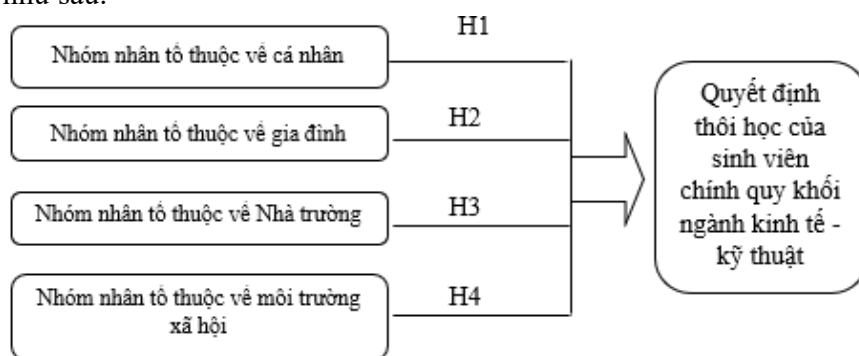 như sau:
H1
Nhóm nhân tố thuộc về cá nhân
H2
Nhóm nhân tố thuộc về gia đình
H3
Nhóm nhân tố thuộc về Nhà trường
H4
Nhóm nhân tố thuộc về môi trường
xã hội
Quyết định
thôi học của
sinh viên
chính quy khối
ngành kinh tế -
kỹ thuật